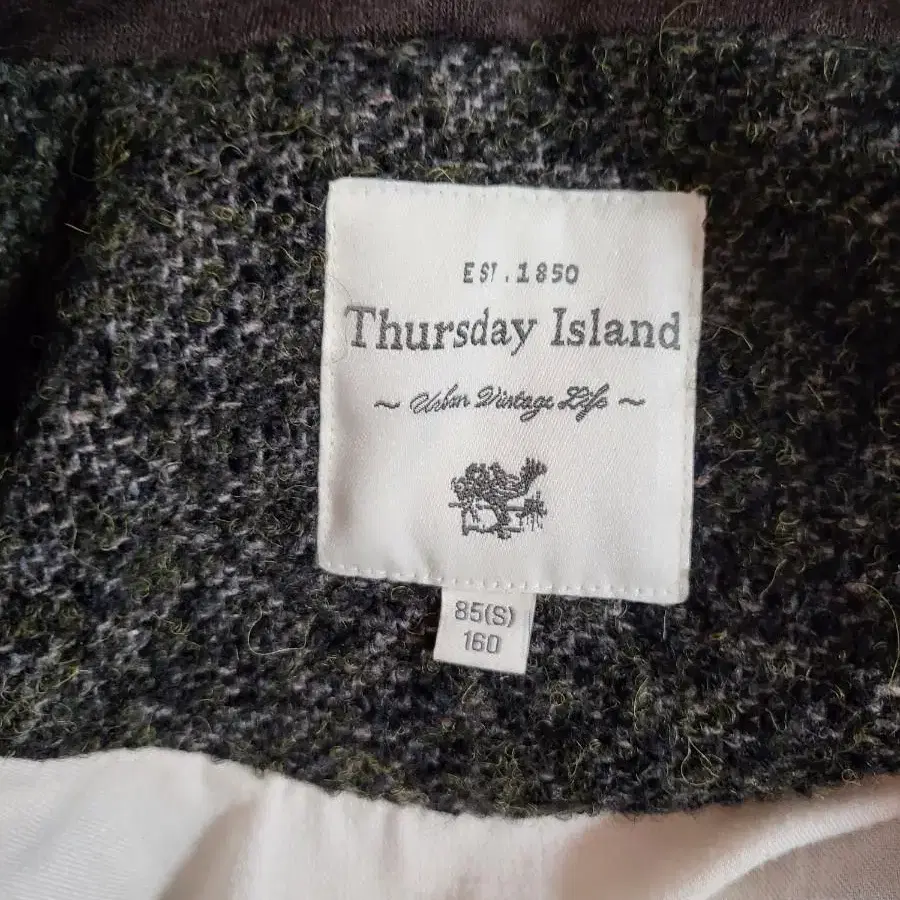 EST. 1850
Thursday Island
~ Urban Vintage Life ~
85(S)
160